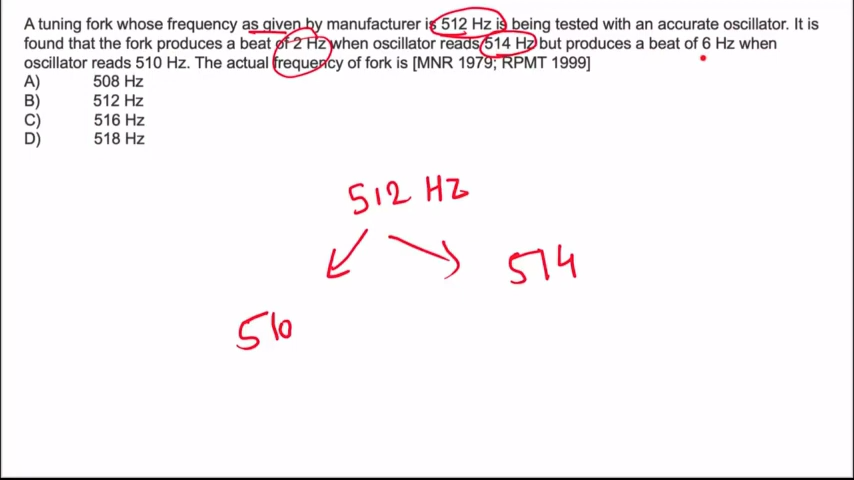 A tuning fork whose frequency as given by manufacturer is 512 Hz is being tested with an accurate oscillator. It is
found that the fork produces a beat of 2 Hz when oscillator reads 514 Hz but produces a beat of 6 Hz when
oscillator reads 510 Hz. The actual frequency of fork is [MNR 1979; RPMT 1999]
A) 508 Hz
B) 512 Hz
C) 516 Hz
D) 518 Hz
512 Hz
514
510